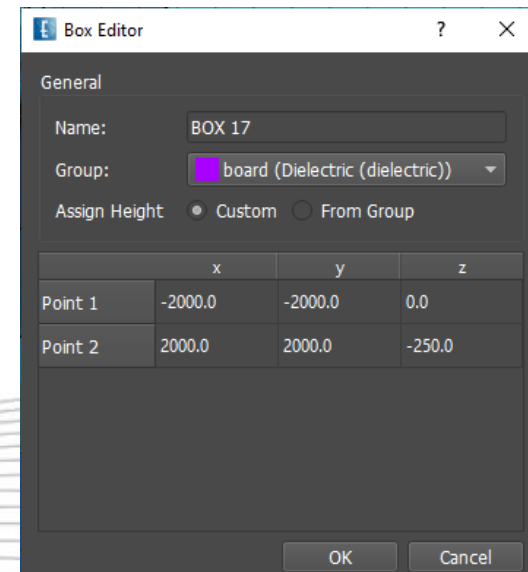 Box Editor ? ×
General
Name: BOX 17
Group: board (Dielectric (dielectric))
Assign Height Custom From Group
x y z
Point 1 -2000.0 -2000.0 0.0
Point 2 2000.0 2000.0 -250.0
OK Cancel